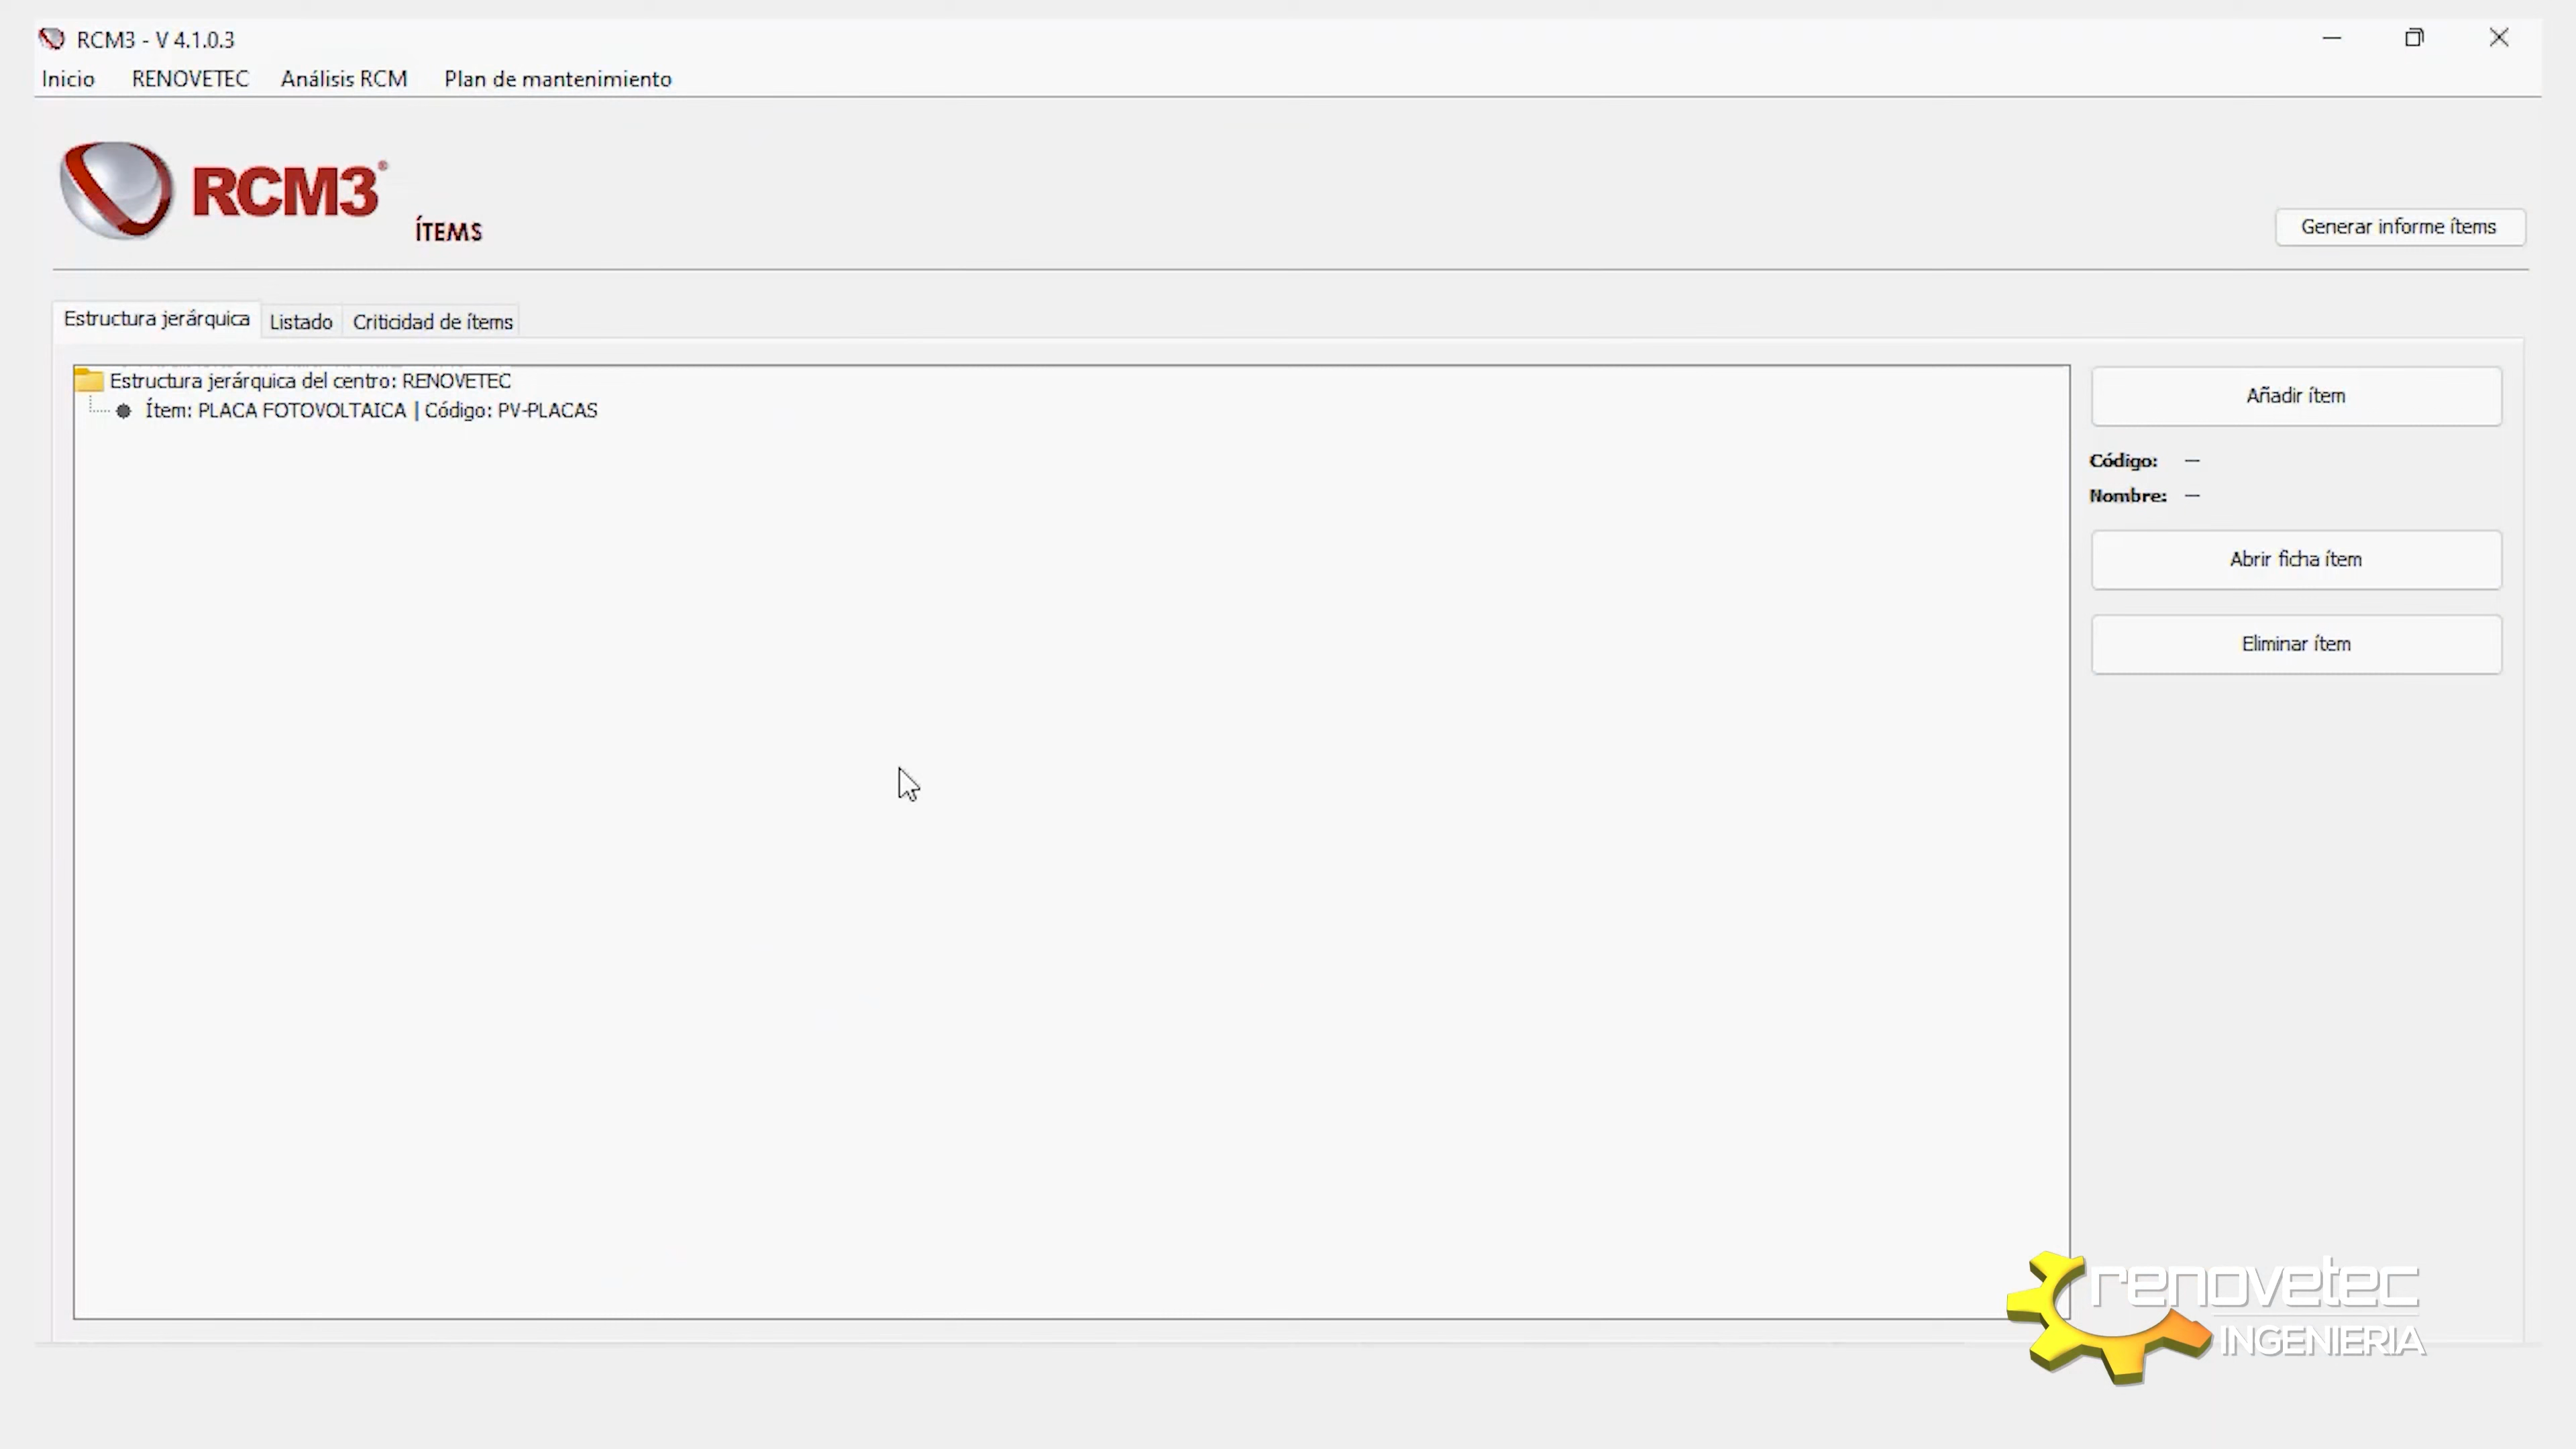 RCM3 - V 4.1.0.3
Inicio RENOVETEC Análisis RCM Plan de mantenimiento
RCM3®
ÍTEMS
Generar informe ítems
Estructura jerárquica Listado Criticidad de ítems
Estructura jerárquica del centro: RENOVETEC
Ítem: PLACA FOTOVOLTAICA | Código: PV-PLACAS
Añadir ítem
Código: —
Nombre: —
Abrir ficha ítem
Eliminar ítem
renovetec
INGENIERIA